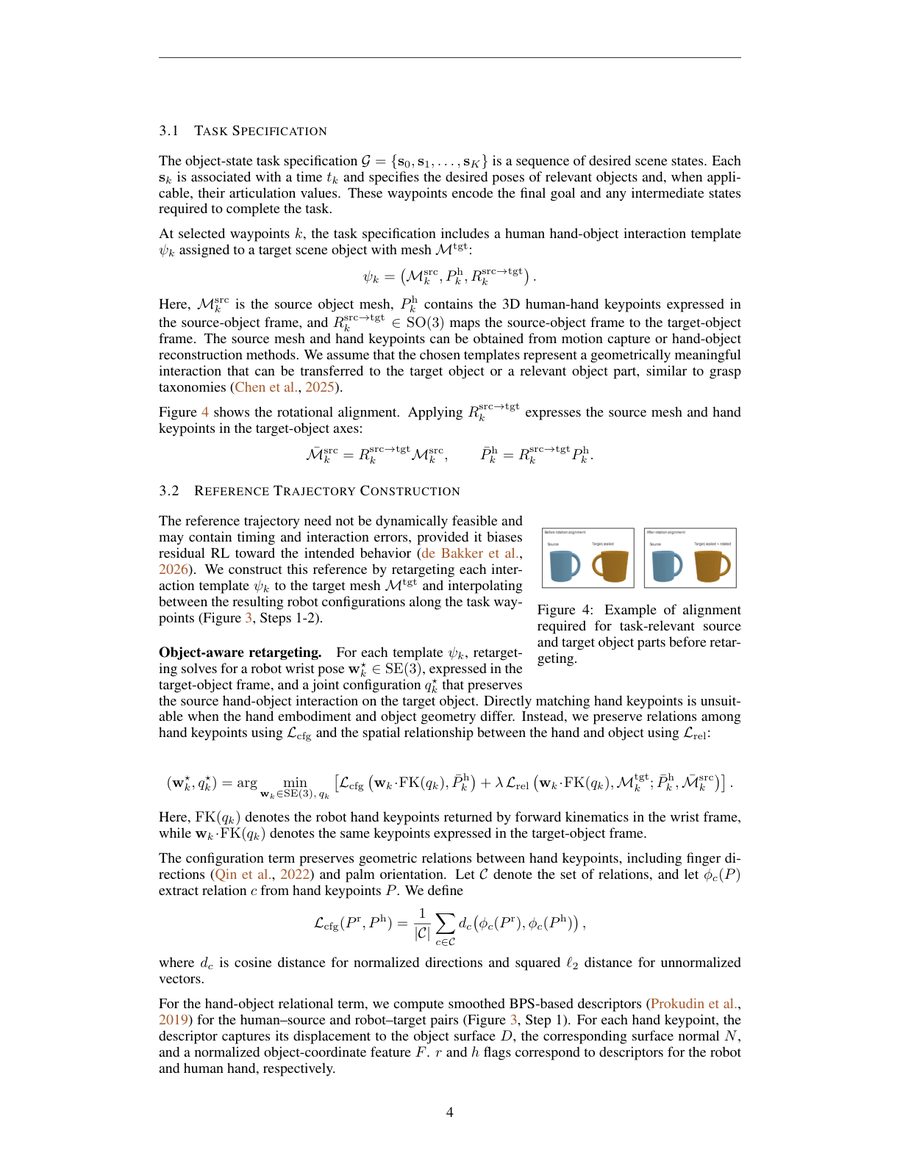 3.1 TASK SPECIFICATION
The object-state task specification 𝒢 = {s₀, s₁, . . . , s_K} is a sequence of desired scene states. Each
s_k is associated with a time t_k and specifies the desired poses of relevant objects and, when appli-
cable, their articulation values. These waypoints encode the final goal and any intermediate states
required to complete the task.
At selected waypoints k, the task specification includes a human hand-object interaction template
ψ_k assigned to a target scene object with mesh ℳ^tgt:
ψ_k = (ℳ_k^src, P_k^h, R_k^src→tgt) .
Here, ℳ_k^src is the source object mesh, P_k^h contains the 3D human-hand keypoints expressed in
the source-object frame, and R_k^src→tgt ∈ SO(3) maps the source-object frame to the target-object
frame. The source mesh and hand keypoints can be obtained from motion capture or hand-object
reconstruction methods. We assume that the chosen templates represent a geometrically meaningful
interaction that can be transferred to the target object or a relevant object part, similar to grasp
taxonomies (Chen et al., 2025).
Figure 4 shows the rotational alignment. Applying R_k^src→tgt expresses the source mesh and hand
keypoints in the target-object axes:
ℳ̄_k^src = R_k^src→tgt ℳ_k^src, P̄_k^h = R_k^src→tgt P_k^h.
3.2 REFERENCE TRAJECTORY CONSTRUCTION
The reference trajectory need not be dynamically feasible and
may contain timing and interaction errors, provided it biases
residual RL toward the intended behavior (de Bakker et al.,
2026). We construct this reference by retargeting each inter-
action template ψ_k to the target mesh ℳ^tgt and interpolating
between the resulting robot configurations along the task way-
points (Figure 3, Steps 1-2).
Before rotation alignment
Source
Target scaled
After rotation alignment
Source
Target scaled + rotated
Figure 4: Example of alignment
required for task-relevant source
and target object parts before retar-
geting.
Object-aware retargeting. For each template ψ_k, retarget-
ing solves for a robot wrist pose w_k^⋆ ∈ SE(3), expressed in the
target-object frame, and a joint configuration q_k^⋆ that preserves
the source hand-object interaction on the target object. Directly matching hand keypoints is unsuit-
able when the hand embodiment and object geometry differ. Instead, we preserve relations among
hand keypoints using ℒ_cfg and the spatial relationship between the hand and object using ℒ_rel:
(w_k^⋆, q_k^⋆) = arg min_{w_k∈SE(3), q_k} [ℒ_cfg (w_k·FK(q_k), P̄_k^h) + λ ℒ_rel (w_k·FK(q_k), ℳ_k^tgt; P̄_k^h, ℳ̄_k^src)] .
Here, FK(q_k) denotes the robot hand keypoints returned by forward kinematics in the wrist frame,
while w_k·FK(q_k) denotes the same keypoints expressed in the target-object frame.
The configuration term preserves geometric relations between hand keypoints, including finger di-
rections (Qin et al., 2022) and palm orientation. Let 𝒞 denote the set of relations, and let ϕ_c(P)
extract relation c from hand keypoints P. We define
ℒ_cfg(P^r, P^h) = 1/|𝒞| ∑_{c∈𝒞} d_c(ϕ_c(P^r), ϕ_c(P^h)) ,
where d_c is cosine distance for normalized directions and squared ℓ₂ distance for unnormalized
vectors.
For the hand-object relational term, we compute smoothed BPS-based descriptors (Prokudin et al.,
2019) for the human–source and robot–target pairs (Figure 3, Step 1). For each hand keypoint, the
descriptor captures its displacement to the object surface D, the corresponding surface normal N,
and a normalized object-coordinate feature F. r and h flags correspond to descriptors for the robot
and human hand, respectively.
4